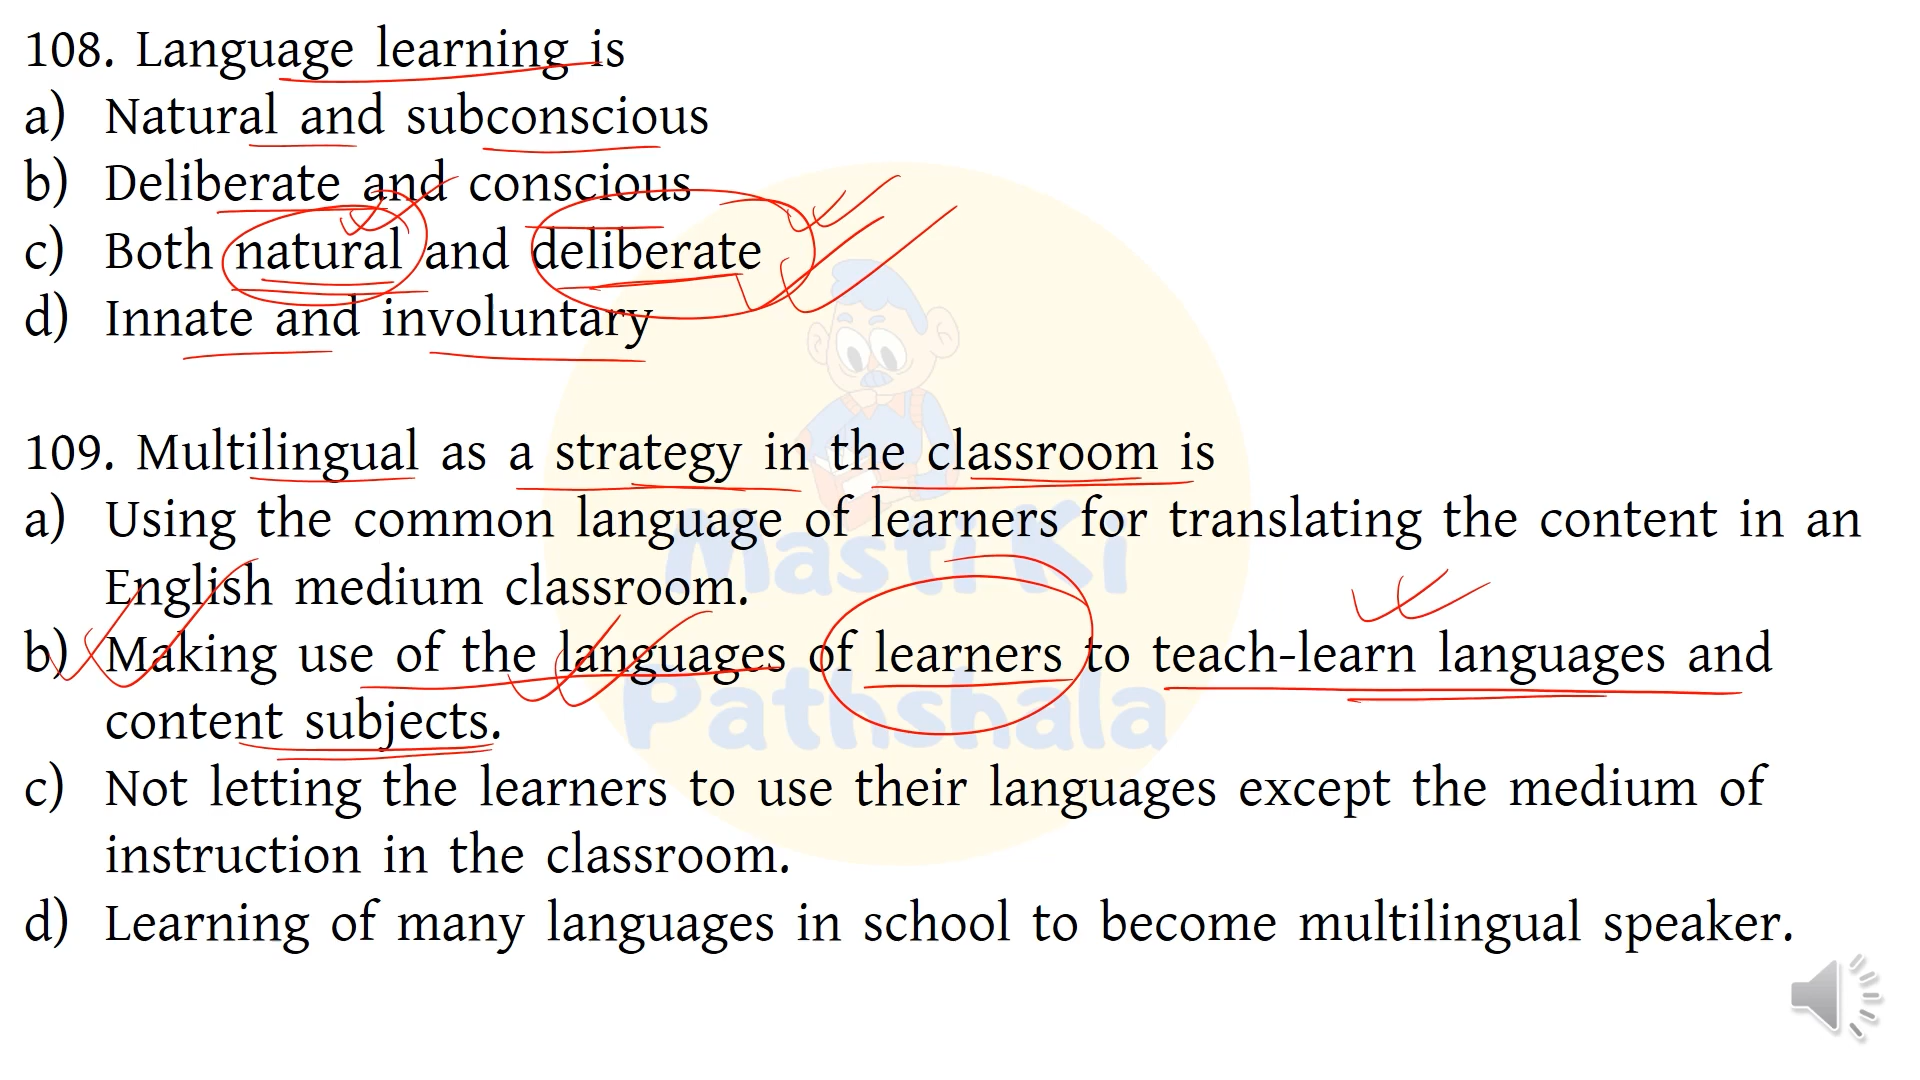 108. Language learning is
a) Natural and subconscious
b) Deliberate and conscious
c) Both natural and deliberate
d) Innate and involuntary
109. Multilingual as a strategy in the classroom is
a) Using the common language of learners for translating the content in an
English medium classroom.
b) Making use of the languages of learners to teach-learn languages and
content subjects.
c) Not letting the learners to use their languages except the medium of
instruction in the classroom.
d) Learning of many languages in school to become multilingual speaker.
Masti Ki
Pathshala